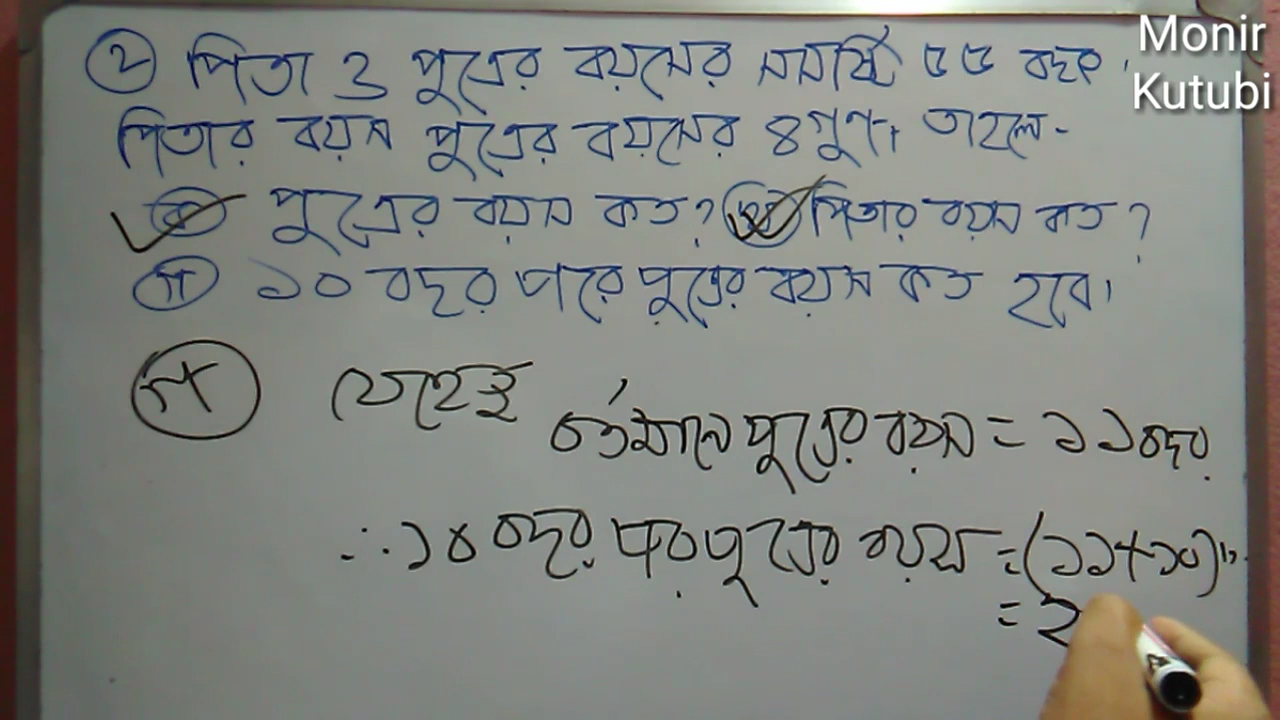 Monir
Kutubi
২ পিতা ও পুত্রের বয়সের সমষ্টি ৫৫ বছর।
পিতার বয়স পুত্রের বয়সের ৪গুণ, তাহলে-
ক পুত্রের বয়স কত? খ পিতার বয়স কত?
গ ১০ বছর পরে পুত্রের বয়স কত হবে।
গ যেহেতু
বর্তমানে পুত্রের বয়স = ১১বছর
∴ ১০ বছর পর পুত্রের বয়স = (১১+১০)"
= ২